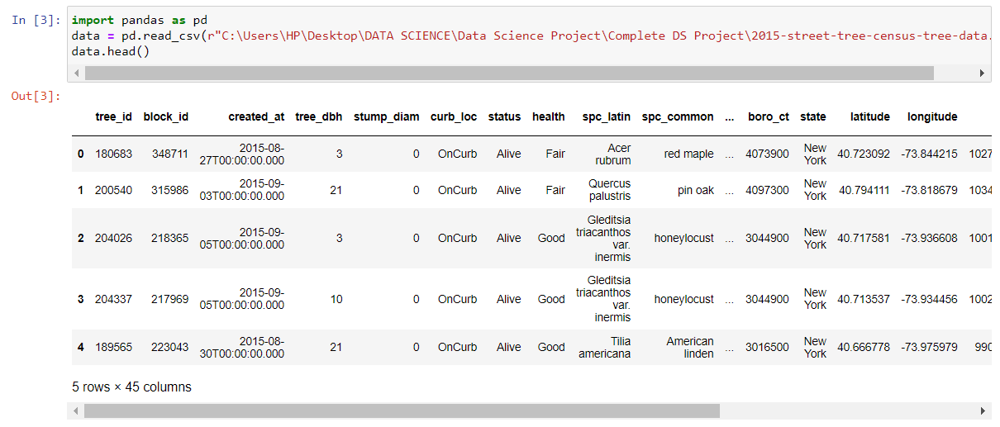 In [3]: import pandas as pd
data = pd.read_csv(r"C:\Users\HP\Desktop\DATA SCIENCE\Data Science Project\Complete DS Project\2015-street-tree-census-tree-data.
data.head()
Out[3]:
tree_id block_id created_at tree_dbh stump_diam curb_loc status health spc_latin spc_common ... boro_ct state latitude longitude
0 180683 348711 2015-08-27T00:00:00.000 3 0 OnCurb Alive Fair Acer rubrum red maple ... 4073900 New York 40.723092 -73.844215 1027
1 200540 315986 2015-09-03T00:00:00.000 21 0 OnCurb Alive Fair Quercus palustris pin oak ... 4097300 New York 40.794111 -73.818679 1034
2 204026 218365 2015-09-05T00:00:00.000 3 0 OnCurb Alive Good Gleditsia triacanthos var. inermis honeylocust ... 3044900 New York 40.717581 -73.936608 1001
3 204337 217969 2015-09-05T00:00:00.000 10 0 OnCurb Alive Good Gleditsia triacanthos var. inermis honeylocust ... 3044900 New York 40.713537 -73.934456 1002
4 189565 223043 2015-08-30T00:00:00.000 21 0 OnCurb Alive Good Tilia americana American linden ... 3016500 New York 40.666778 -73.975979 990
5 rows × 45 columns